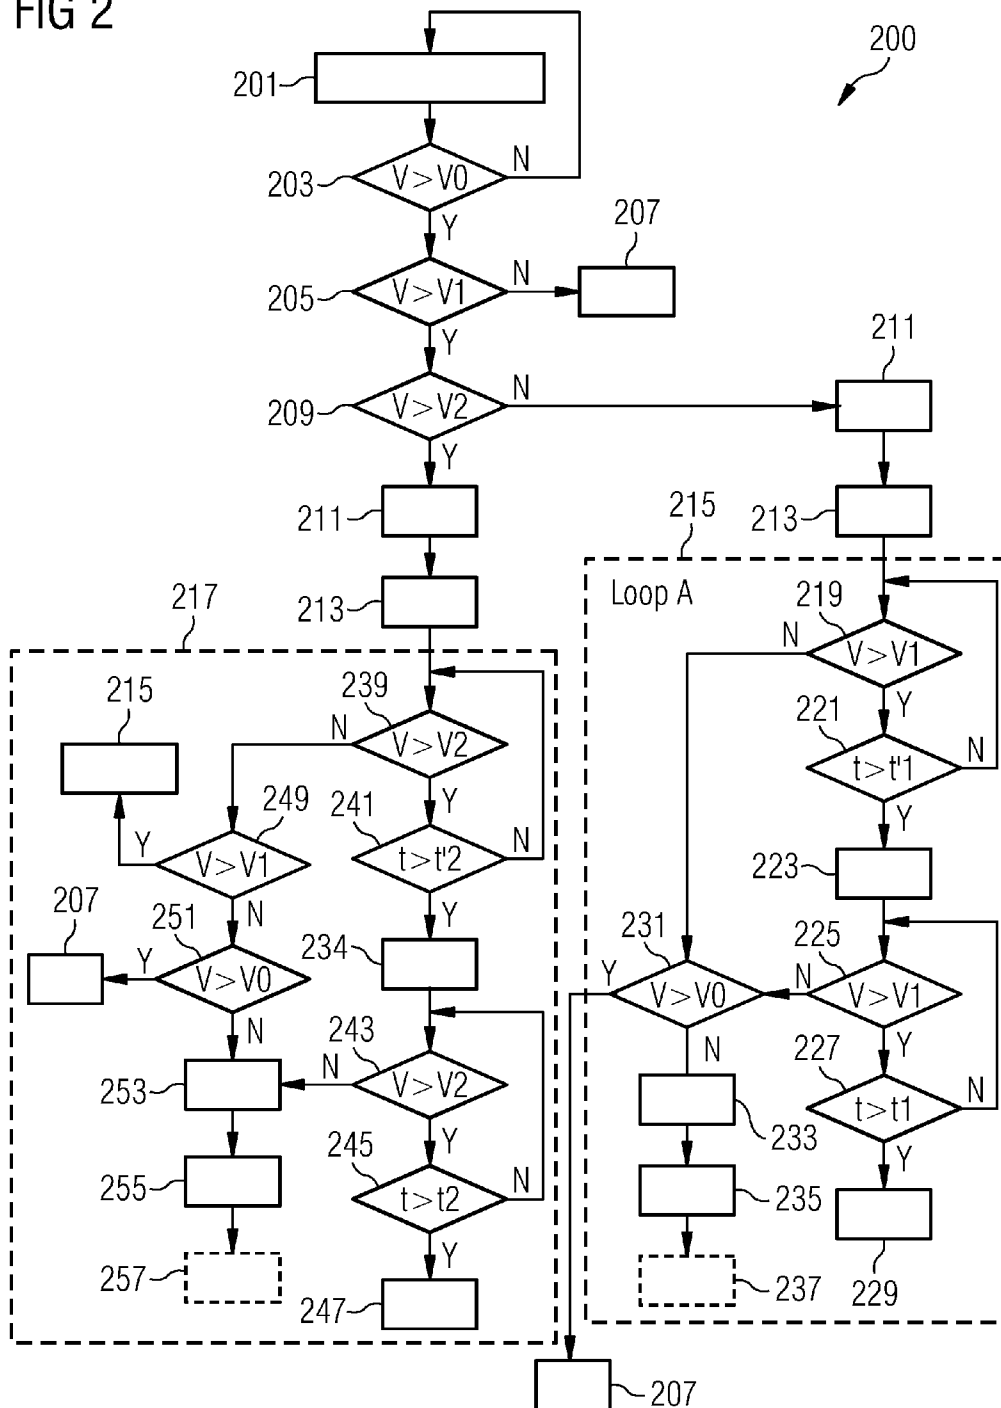 FIG 2
200
201
V>V0
N
203
Y
207
V>V1
N
205
Y
211
V>V2
N
209
Y
211
215
213
213
Loop A
217
219
N
V>V1
215
239
221
Y
N
V>V2
t>t'1
N
249
241
Y
Y
Y
V>V1
t>t'2
N
223
207
N
Y
251
231
225
Y
V>V0
234
Y
V>V0
N
V>V1
N
243
N
227
Y
253
N
V>V2
t>t1
N
245
Y
233
Y
255
t>t2
N
235
257
Y
247
237
229
207